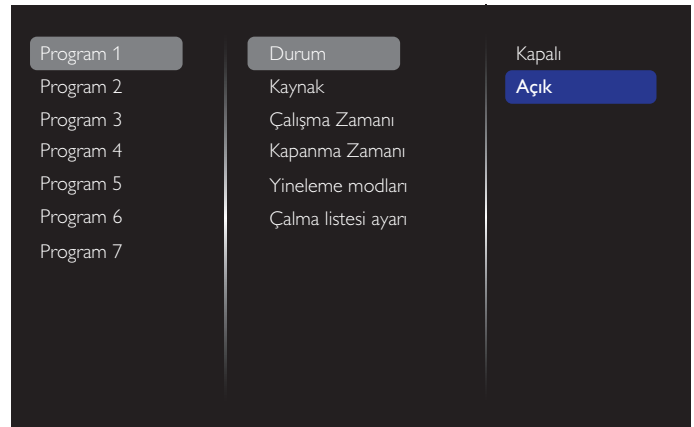 Program 1
Program 2
Program 3
Program 4
Program 5
Program 6
Program 7
Durum
Kaynak
Çalışma Zamanı
Kapanma Zamanı
Yineleme modları
Çalma listesi ayarı
Kapalı
Açık